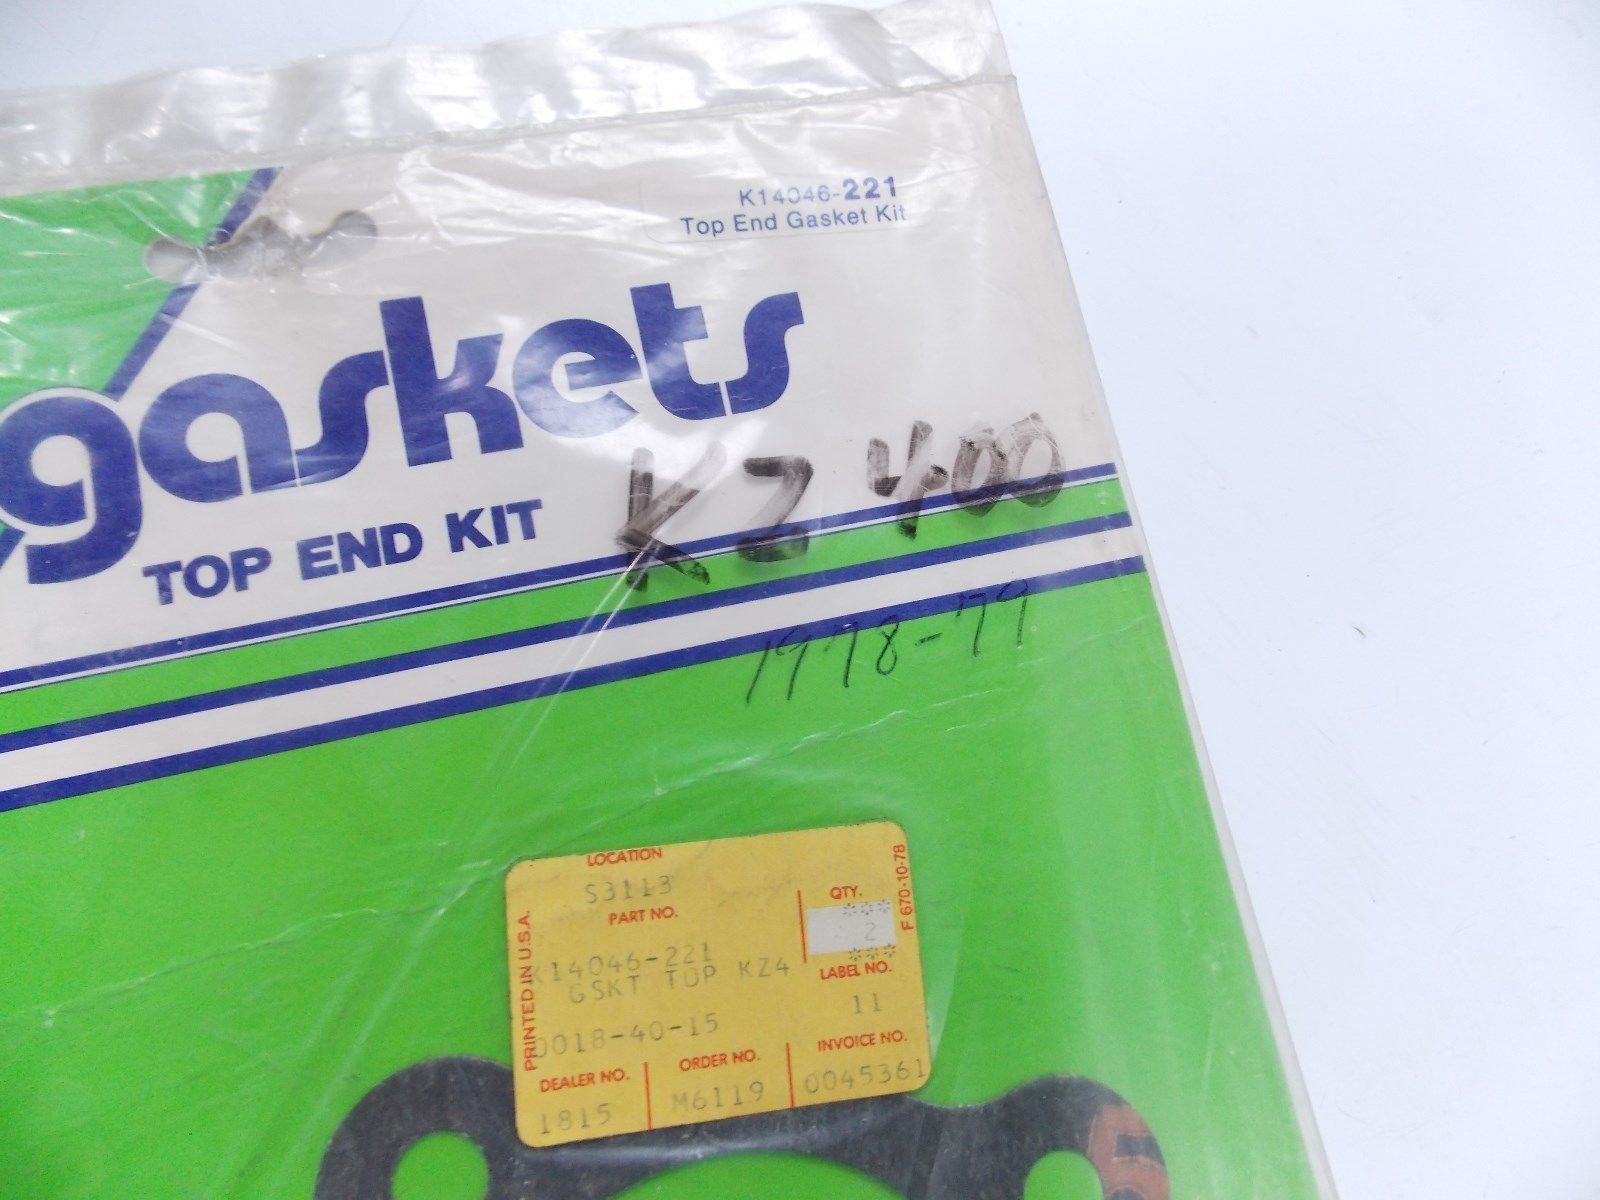 K14046-221
Top End Gasket Kit
gaskets
TOP END KIT
KZ 400
1978-79
LOCATION
S3113
PART NO.
K14046-221
GSKT TOP KZ4
0018-40-15
QTY.
2
LABEL NO.
11
DEALER NO.
1815
ORDER NO.
M6119
INVOICE NO.
0045361
PRINTED IN U.S.A.
F 670-10-78
5